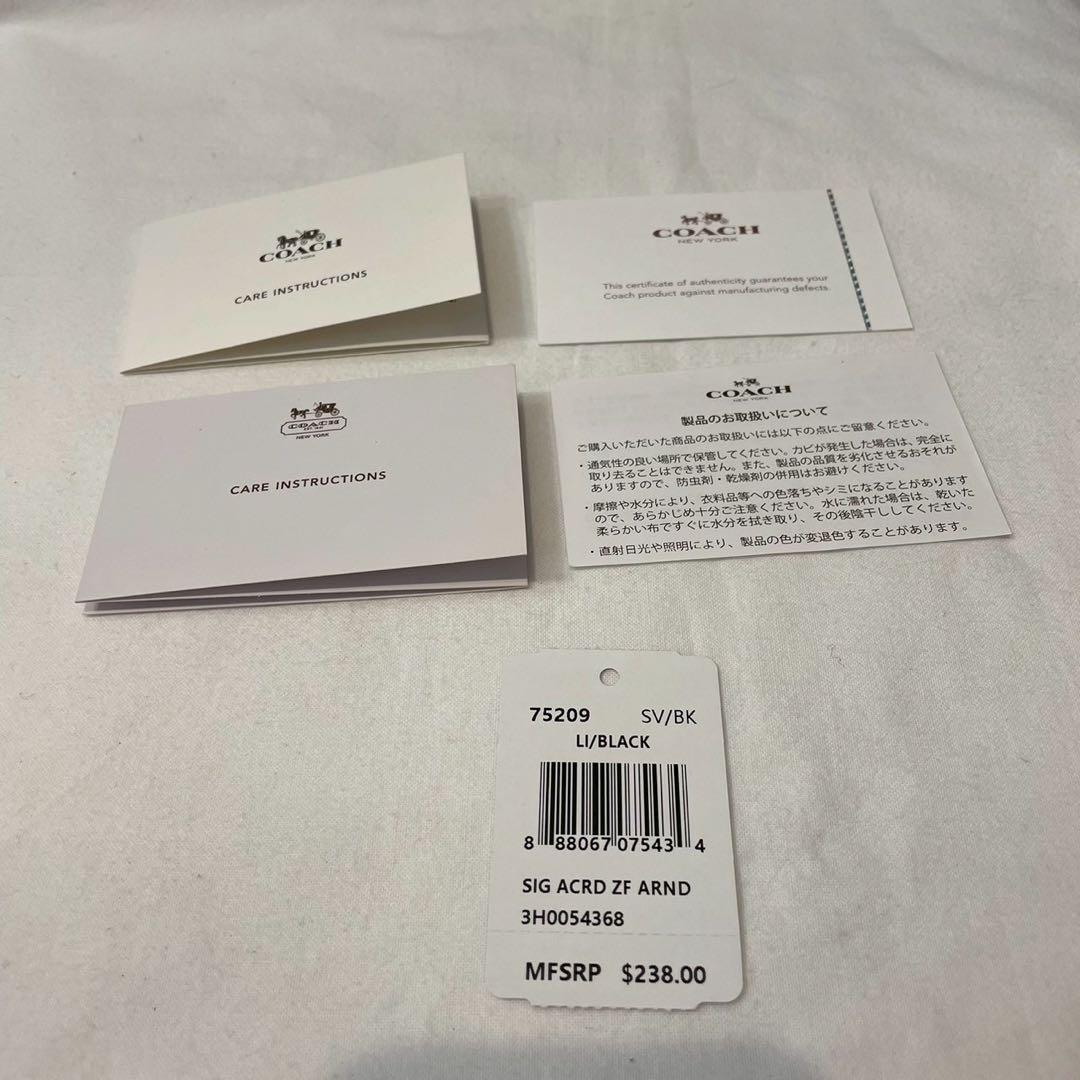 COACH
NEW YORK
CARE INSTRUCTIONS
COACH
NEW YORK
This certificate of authenticity guarantees your
Coach product against manufacturing defects.
COACH
EST. 1941
NEW YORK
CARE INSTRUCTIONS
COACH
NEW YORK
製品のお取扱いについて
ご購入いただいた商品のお取扱いには以下の点にご留意ください。
・通気性の良い場所で保管してください。カビが発生した場合は、完全に
取り去ることはできません。また、製品の品質を劣化させるおそれが
ありますので、防虫剤・乾燥剤の併用はお避けください。
・摩擦や水分により、衣料品等への色落ちやシミになることがあります
ので、あらかじめ十分ご注意ください。水に濡れた場合は、乾いた
柔らかい布ですぐに水分を拭き取り、その後陰干ししてください。
・直射日光や照明により、製品の色が変退色することがあります。
75209 SV/BK
LI/BLACK
8 88067 07543 4
SIG ACRD ZF ARND
3H0054368
MFSRP $238.00